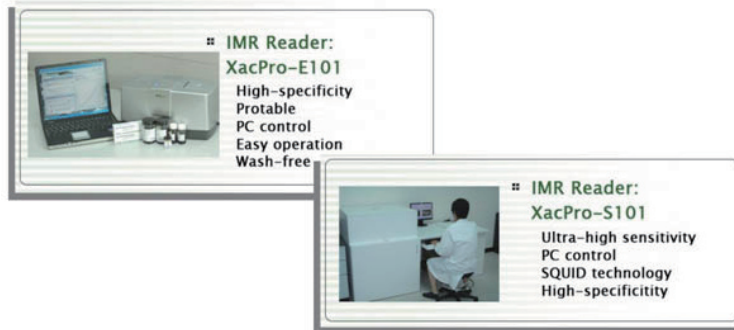 IMR Reader:
XacPro-E101
High-specificity
Protable
PC control
Easy operation
Wash-free
IMR Reader:
XacPro-S101
Ultra-high sensitivity
PC control
SQUID technology
High-specificitity